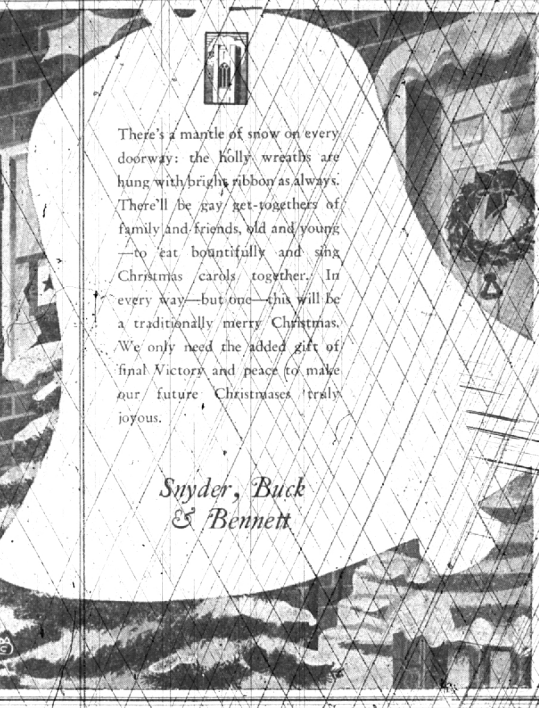 There's a mantle of snow on every
doorway: the holly wreaths are
hung with bright ribbon as always.
There'll be gay get-togethers of
family and friends, old and young
—to eat bountifully and sing
Christmas carols together. In
every way—but one—this will be
a traditionally merry Christmas.
We only need the added gift of
final Victory and peace to make
our future Christmases truly
joyous.
Snyder, Buck
& Bennett